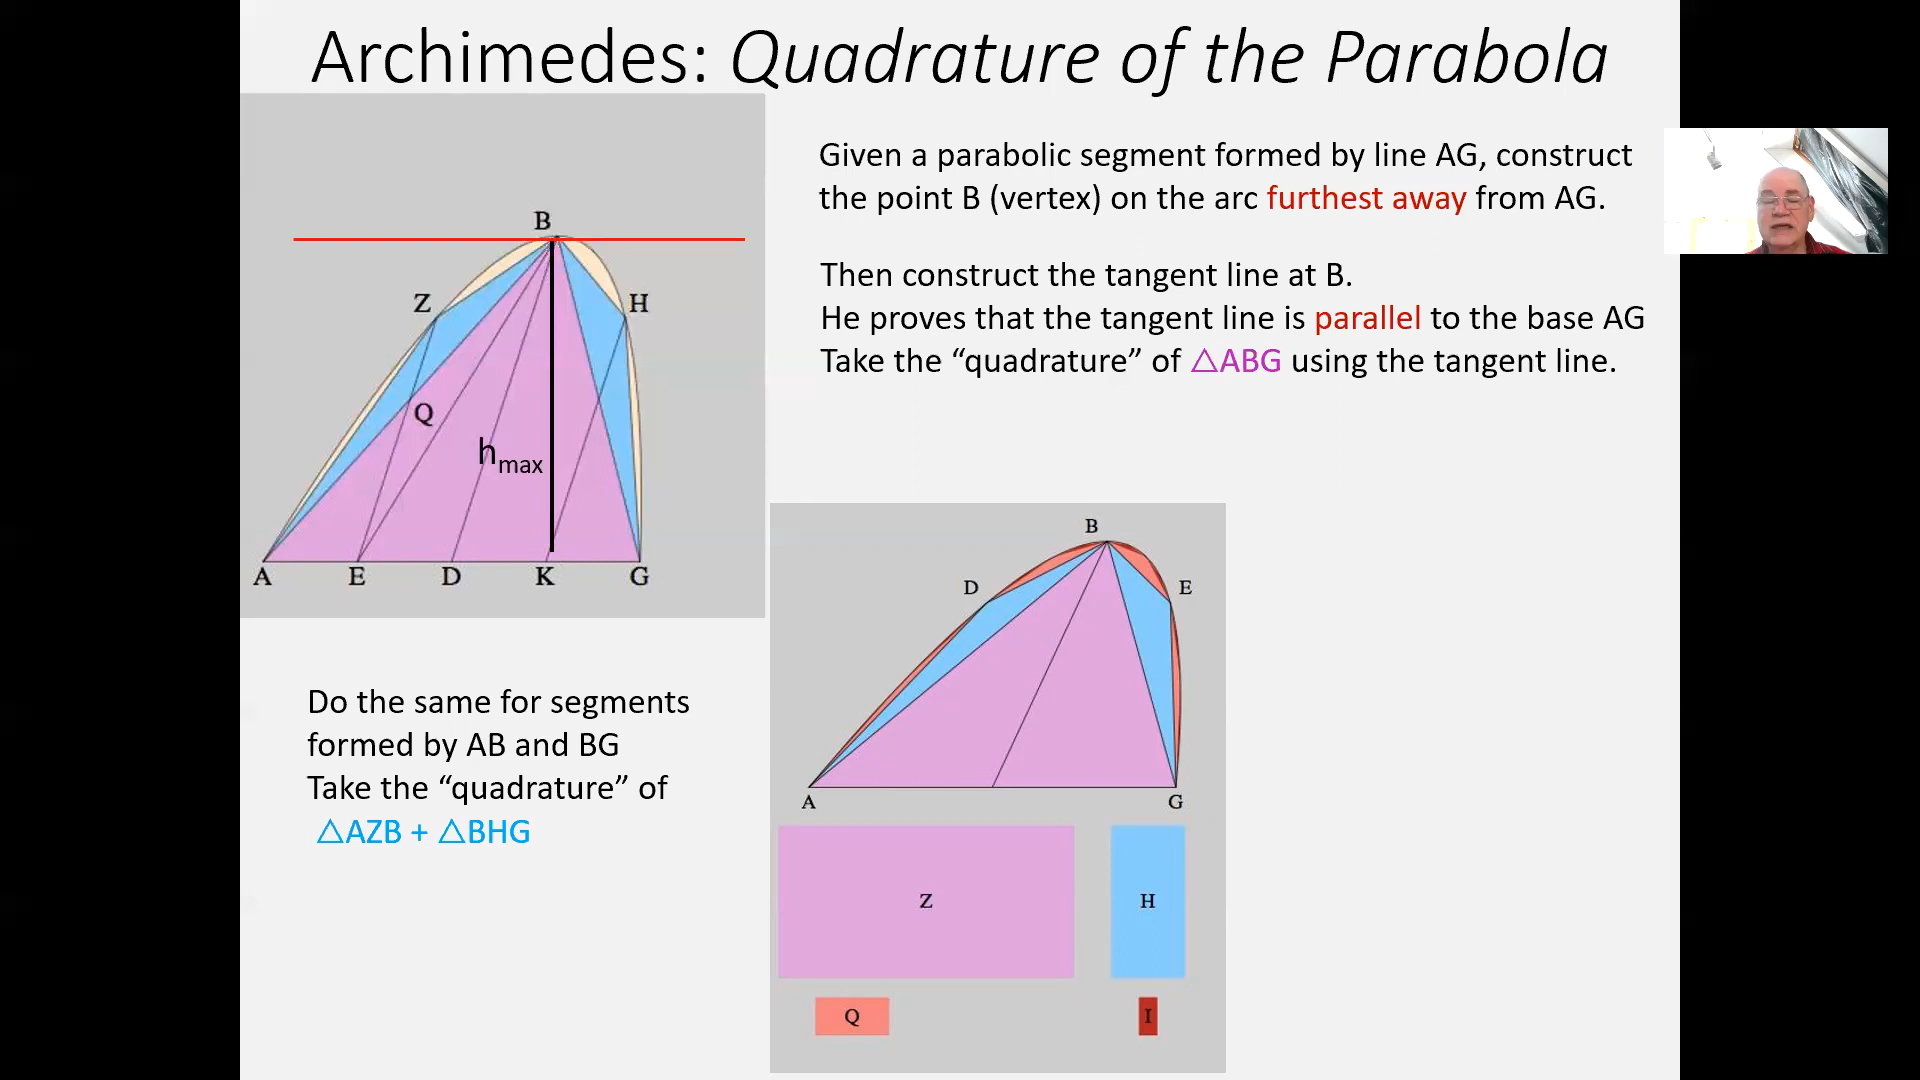 Archimedes: Quadrature of the Parabola
Given a parabolic segment formed by line AG, construct
the point B (vertex) on the arc furthest away from AG.
Then construct the tangent line at B.
He proves that the tangent line is parallel to the base AG
Take the “quadrature” of △ABG using the tangent line.
B
Z
H
Q
hmax
A E D K G
Do the same for segments
formed by AB and BG
Take the “quadrature” of
△AZB + △BHG
B
D
E
A G
Z H
Q I